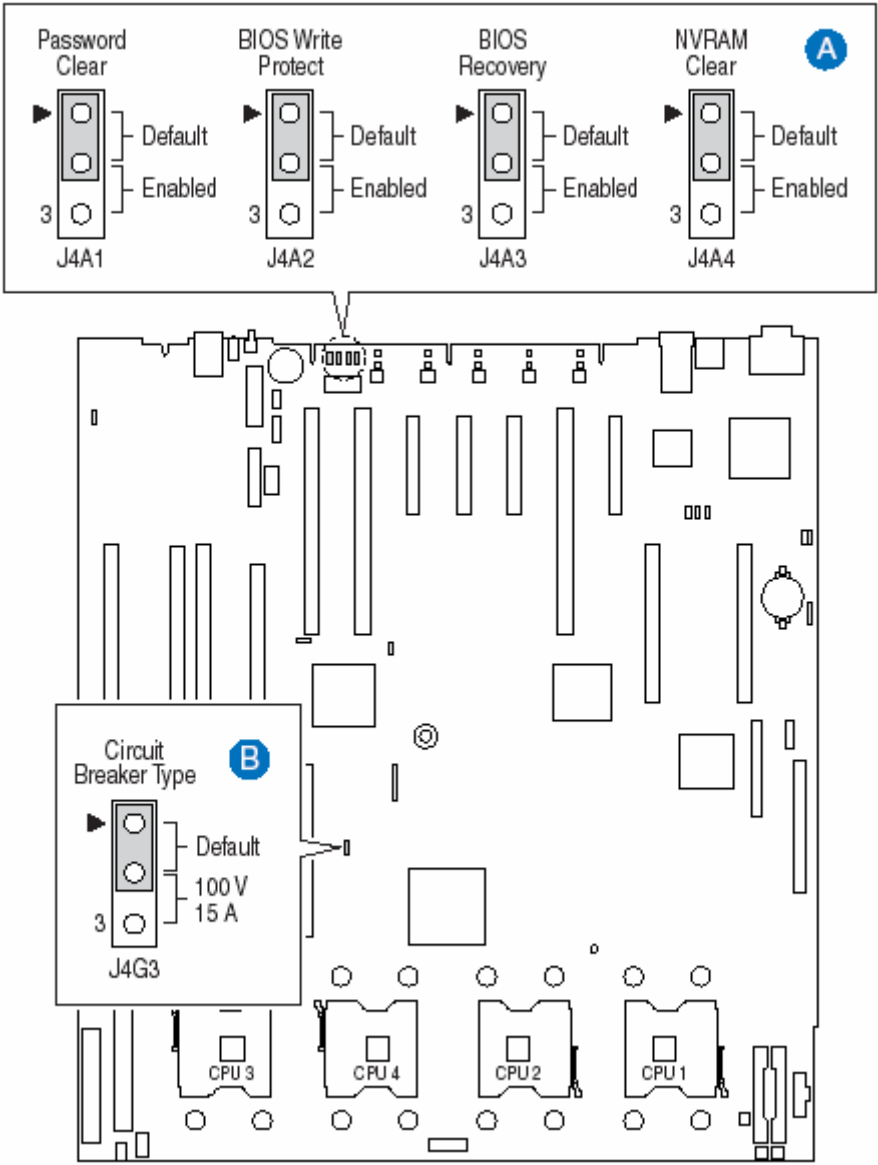 Password Clear
BIOS Write Protect
BIOS Recovery
NVRAM Clear
A
Default
Default
Default
Default
Enabled
Enabled
Enabled
Enabled
3
3
3
3
J4A1
J4A2
J4A3
J4A4
Circuit
Breaker Type
B
Default
100 V
15 A
3
J4G3
CPU 3
CPU 4
CPU 2
CPU 1